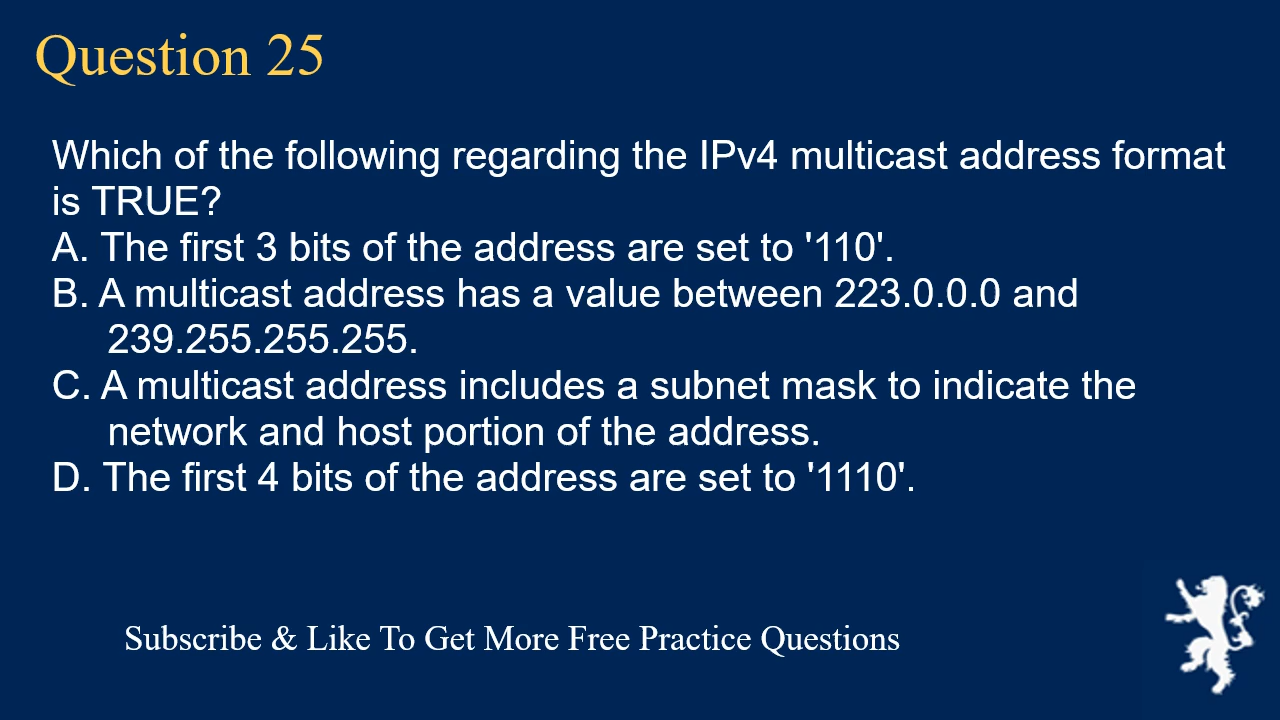 Question 25
Which of the following regarding the IPv4 multicast address format
is TRUE?
A. The first 3 bits of the address are set to '110'.
B. A multicast address has a value between 223.0.0.0 and
239.255.255.255.
C. A multicast address includes a subnet mask to indicate the
network and host portion of the address.
D. The first 4 bits of the address are set to '1110'.
Subscribe & Like To Get More Free Practice Questions